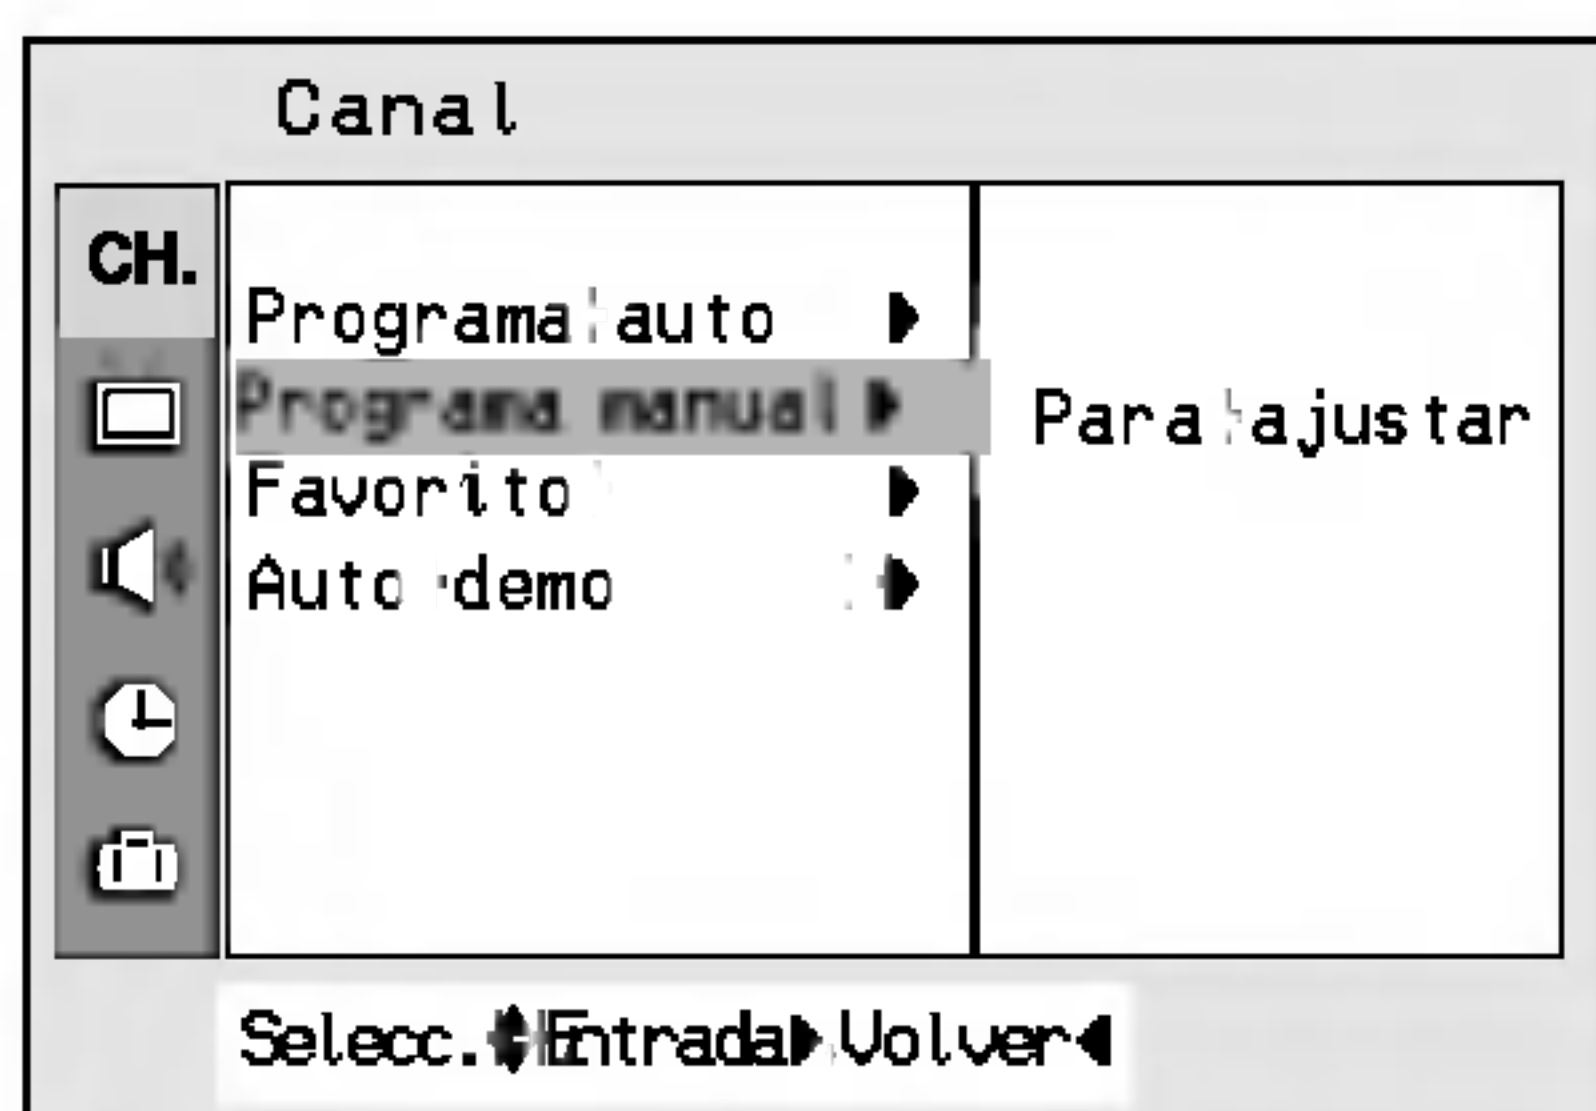 Canal
CH.
Programa auto
Programa manual
Para ajustar
Favorito
Auto demo
Selecc. Entrada Volver